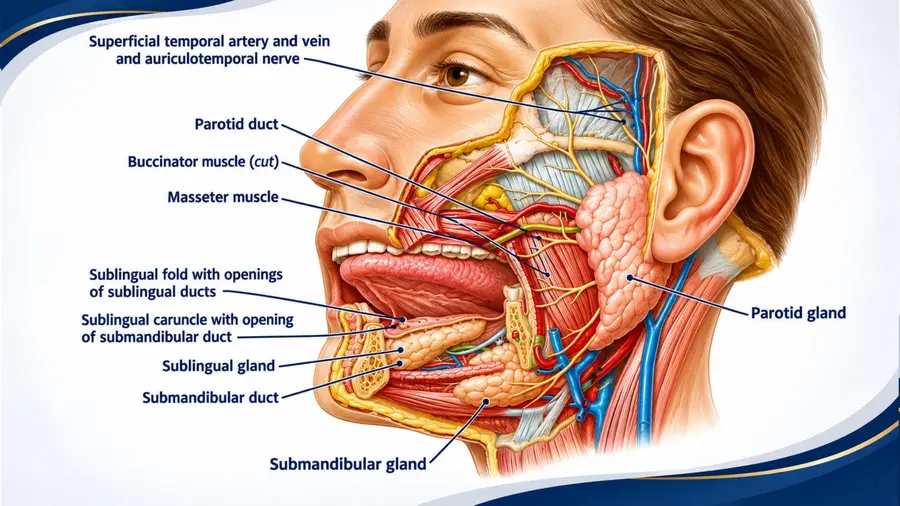 Superficial temporal artery and vein
and auriculotemporal nerve
Parotid duct
Buccinator muscle (cut)
Masseter muscle
Sublingual fold with openings
of sublingual ducts
Sublingual caruncle with opening
of submandibular duct
Sublingual gland
Submandibular duct
Submandibular gland
Parotid gland